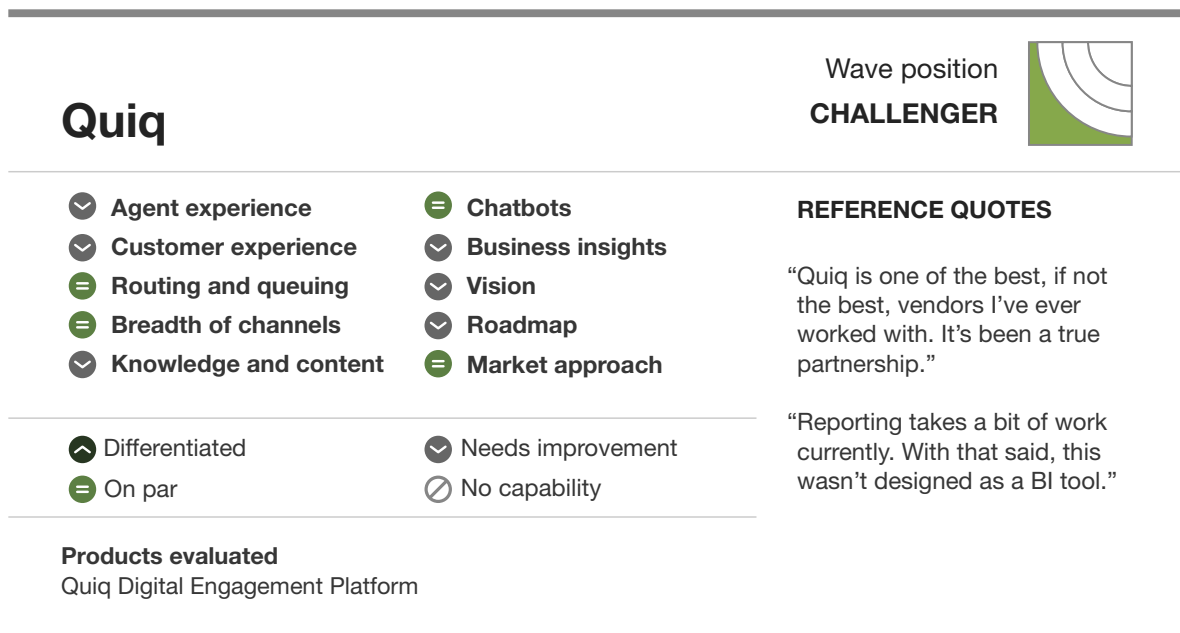 Quiq
Wave position
CHALLENGER
Agent experience
Customer experience
Routing and queuing
Breadth of channels
Knowledge and content
Chatbots
Business insights
Vision
Roadmap
Market approach
Differentiated
On par
Needs improvement
No capability
Products evaluated
Quiq Digital Engagement Platform
REFERENCE QUOTES
“Quiq is one of the best, if not
the best, vendors I’ve ever
worked with. It’s been a true
partnership.”
“Reporting takes a bit of work
currently. With that said, this
wasn’t designed as a BI tool.”